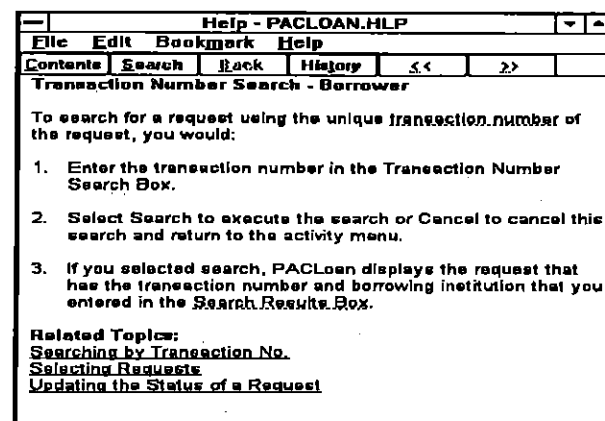 Help - PACLOAN.HLP
File Edit Bookmark Help
Contents Search Back History << >>
Transaction Number Search - Borrower
To search for a request using the unique transaction number of
the request, you would:
1. Enter the transaction number in the Transaction Number
Search Box.
2. Select Search to execute the search or Cancel to cancel this
search and return to the activity menu.
3. If you selected search, PACLoan displays the request that
has the transaction number and borrowing institution that you
entered in the Search Results Box.
Related Topics:
Searching by Transaction No.
Selecting Requests
Updating the Status of a Request